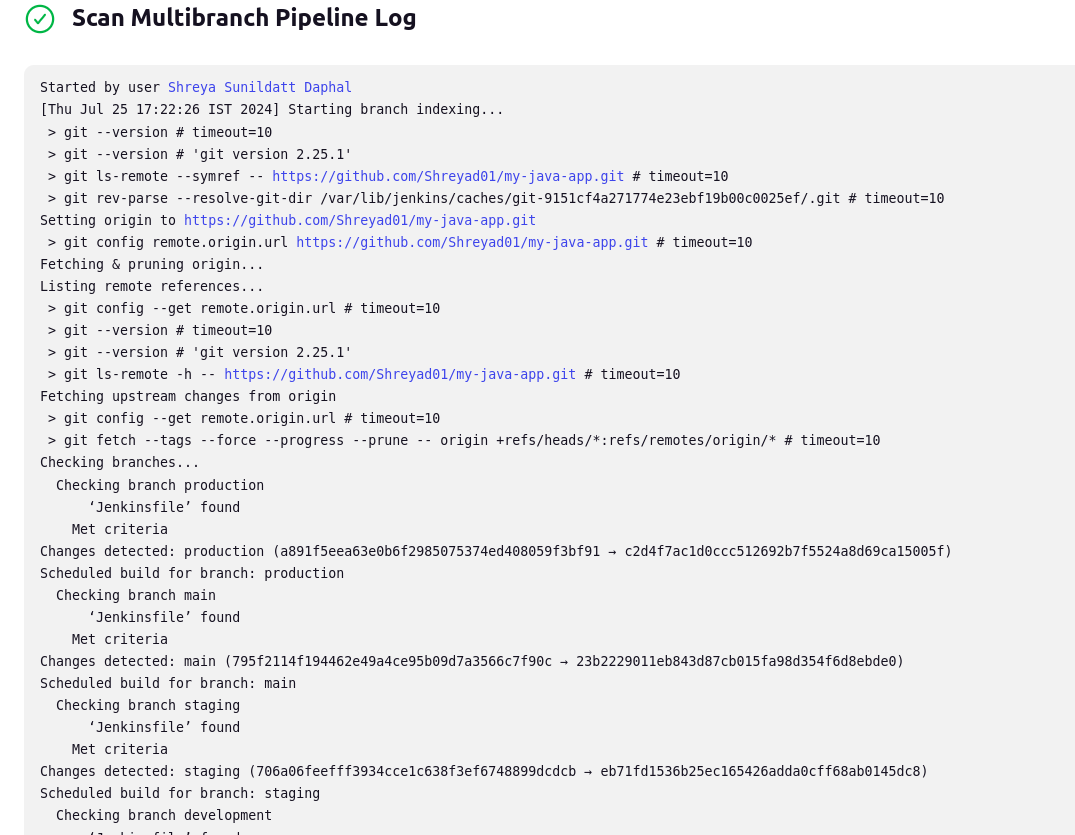 Scan Multibranch Pipeline Log
Started by user Shreya Sunildatt Daphal
[Thu Jul 25 17:22:26 IST 2024] Starting branch indexing...
> git --version # timeout=10
> git --version # 'git version 2.25.1'
> git ls-remote --symref -- https://github.com/Shreyad01/my-java-app.git # timeout=10
> git rev-parse --resolve-git-dir /var/lib/jenkins/caches/git-9151cf4a271774e23ebf19b00c0025ef/.git # timeout=10
Setting origin to https://github.com/Shreyad01/my-java-app.git
> git config remote.origin.url https://github.com/Shreyad01/my-java-app.git # timeout=10
Fetching & pruning origin...
Listing remote references...
> git config --get remote.origin.url # timeout=10
> git --version # timeout=10
> git --version # 'git version 2.25.1'
> git ls-remote -h -- https://github.com/Shreyad01/my-java-app.git # timeout=10
Fetching upstream changes from origin
> git config --get remote.origin.url # timeout=10
> git fetch --tags --force --progress --prune -- origin +refs/heads/*:refs/remotes/origin/* # timeout=10
Checking branches...
Checking branch production
‘Jenkinsfile’ found
Met criteria
Changes detected: production (a891f5eea63e0b6f2985075374ed408059f3bf91 → c2d4f7ac1d0ccc512692b7f5524a8d69ca15005f)
Scheduled build for branch: production
Checking branch main
‘Jenkinsfile’ found
Met criteria
Changes detected: main (795f2114f194462e49a4ce95b09d7a3566c7f90c → 23b2229011eb843d87cb015fa98d354f6d8ebde0)
Scheduled build for branch: main
Checking branch staging
‘Jenkinsfile’ found
Met criteria
Changes detected: staging (706a06feefff3934cce1c638f3ef6748899dcdcb → eb71fd1536b25ec165426adda0cff68ab0145dc8)
Scheduled build for branch: staging
Checking branch development